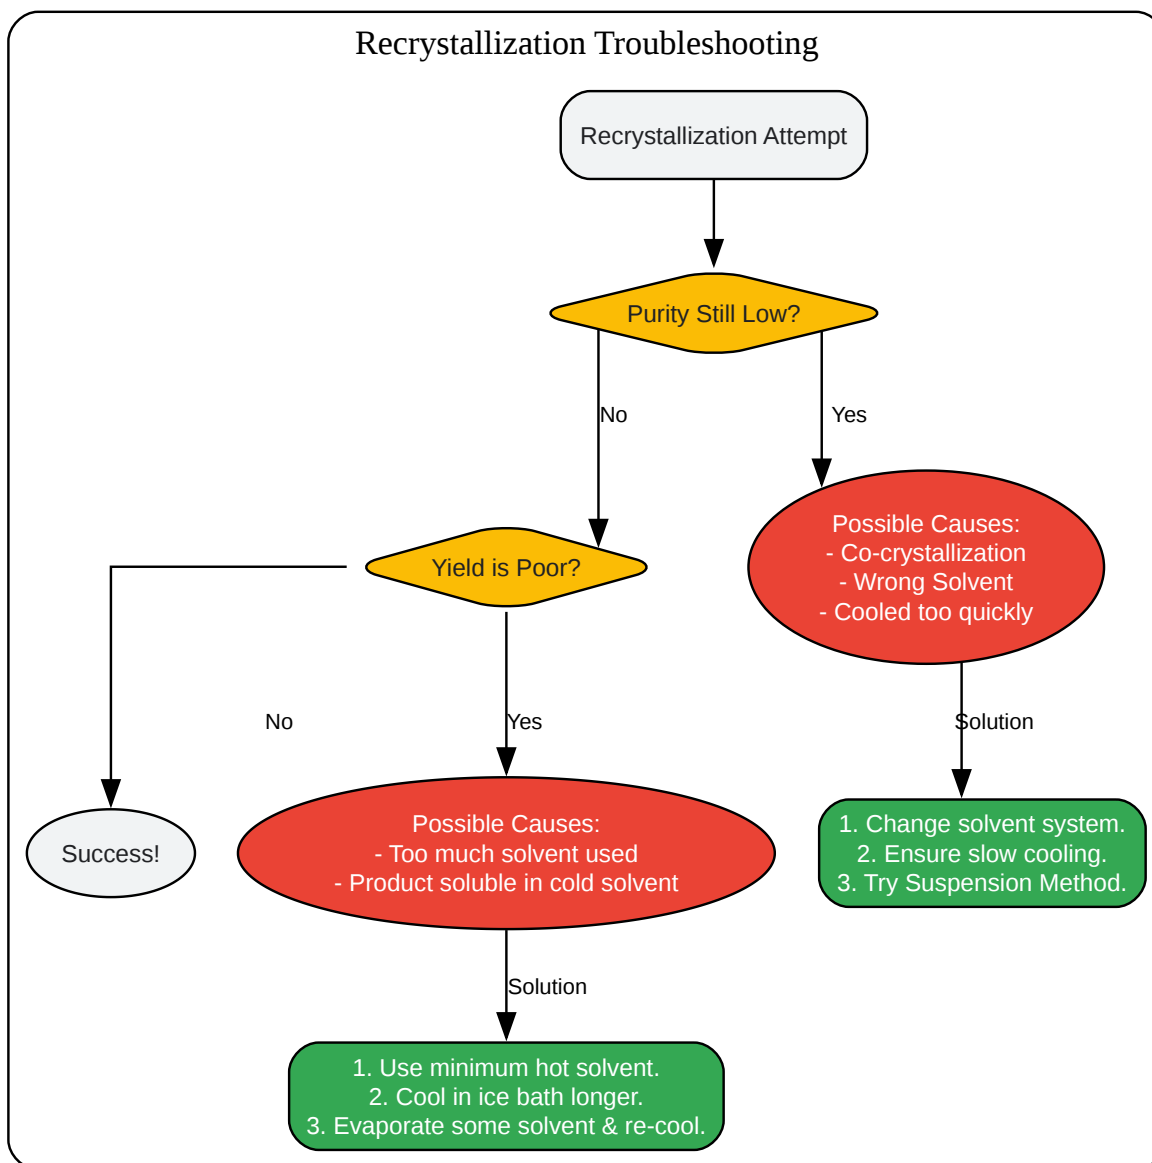 Recrystallization Troubleshooting
Recrystallization Attempt
Purity Still Low?
No
Yes
Possible Causes:
- Co-crystallization
- Wrong Solvent
- Cooled too quickly
Yield is Poor?
No
Yes
Solution
Success!
Possible Causes:
- Too much solvent used
- Product soluble in cold solvent
1. Change solvent system.
2. Ensure slow cooling.
3. Try Suspension Method.
Solution
1. Use minimum hot solvent.
2. Cool in ice bath longer.
3. Evaporate some solvent & re-cool.